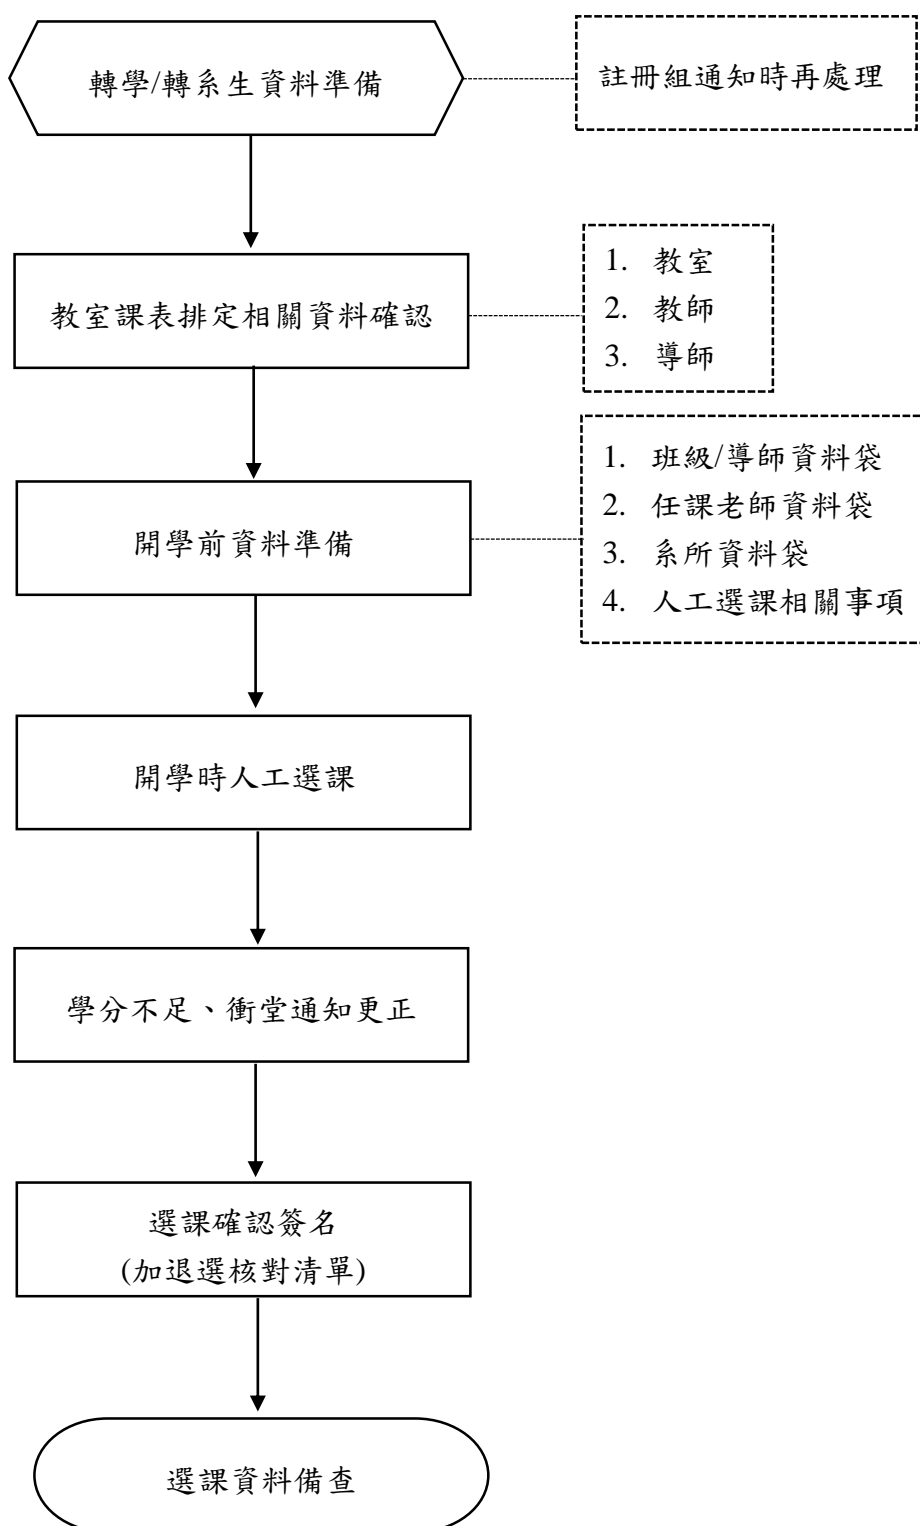 轉學/轉系生資料準備
註冊組通知時再處理
教室課表排定相關資料確認
1. 教室
2. 教師
3. 導師
開學前資料準備
1. 班級/導師資料袋
2. 任課老師資料袋
3. 系所資料袋
4. 人工選課相關事項
開學時人工選課
學分不足、衝堂通知更正
選課確認簽名
(加退選核對清單)
選課資料備查